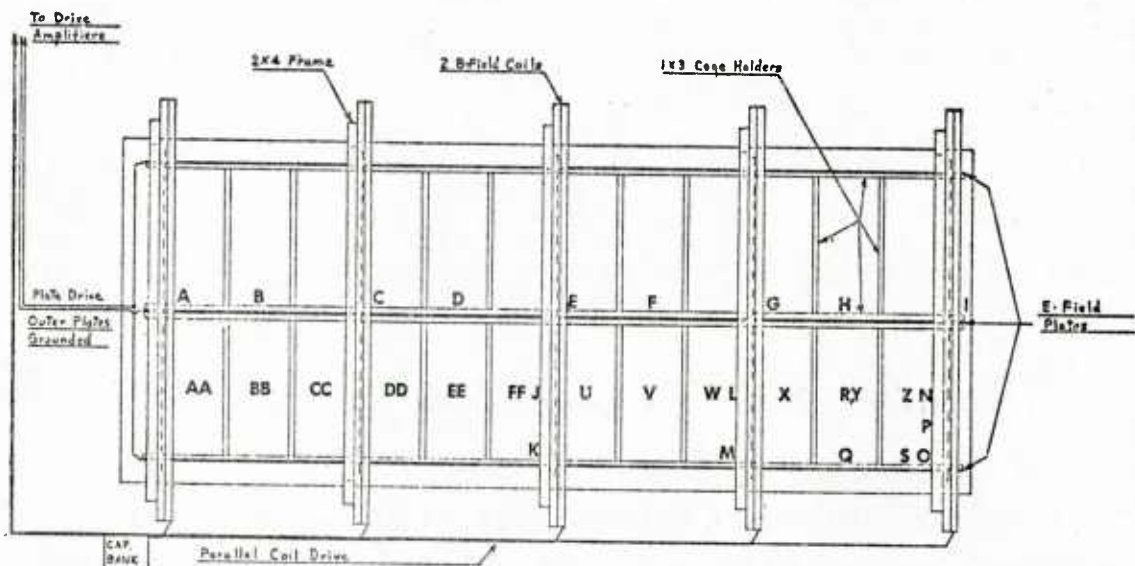 To Drive
Amplifiers
2x4 Frame
2 B-Field Coils
1x3 Cage Holders
A B C D E F G H I
Plate Drive
Outer Plates
Grounded
E-Field
Plates
AA BB CC DD EE FF J U V W L X R,Y Z N
P
K M Q S O
CAP.
BANK
Parallel Coil Drive